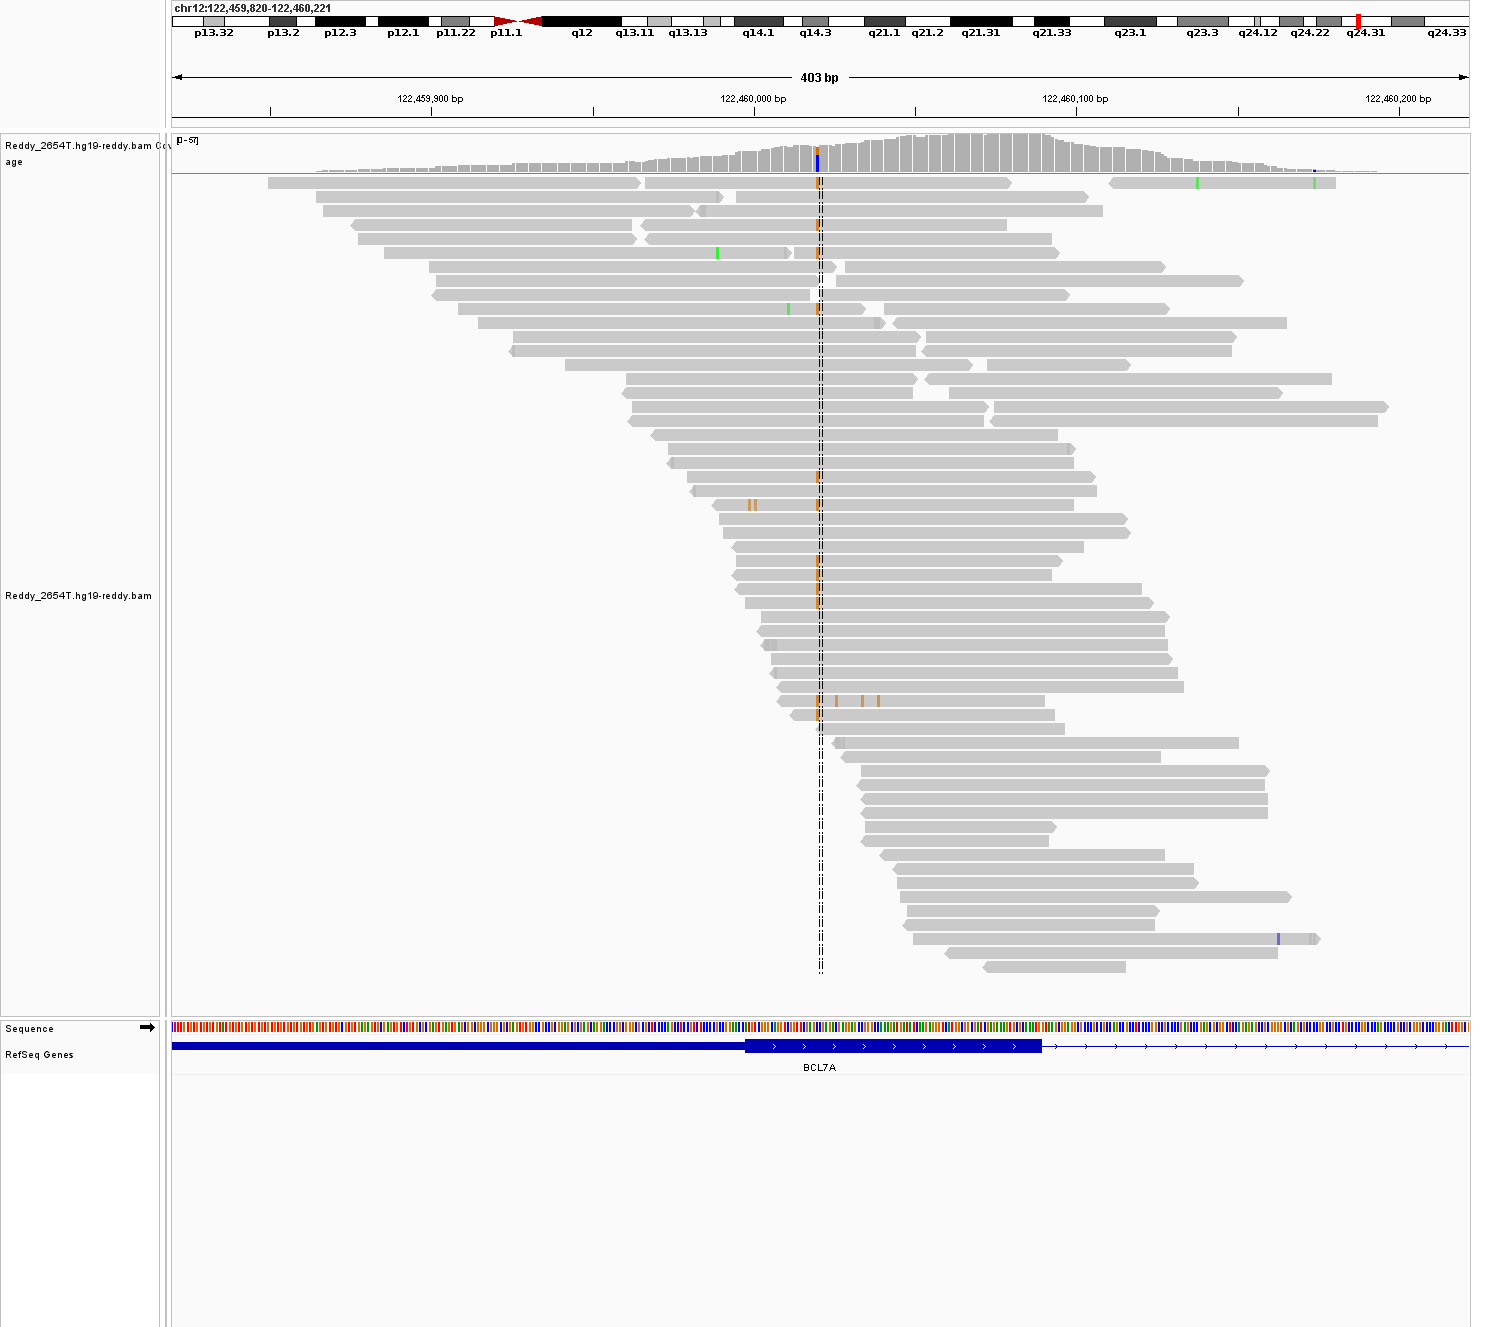 chr12:122,459,820-122,460,221
p13.32 p13.2 p12.3 p12.1 p11.22 p11.1 q12 q13.11 q13.13 q14.1 q14.3 q21.1 q21.2 q21.31 q21.33 q23.1 q23.3 q24.12 q24.22 q24.31 q24.33
403 bp
122,459,900 bp 122,460,000 bp 122,460,100 bp 122,460,200 bp
[0-57]
Reddy_2654T.hg19-reddy.bam Cov
age
Reddy_2654T.hg19-reddy.bam
Sequence
RefSeq Genes
BCL7A